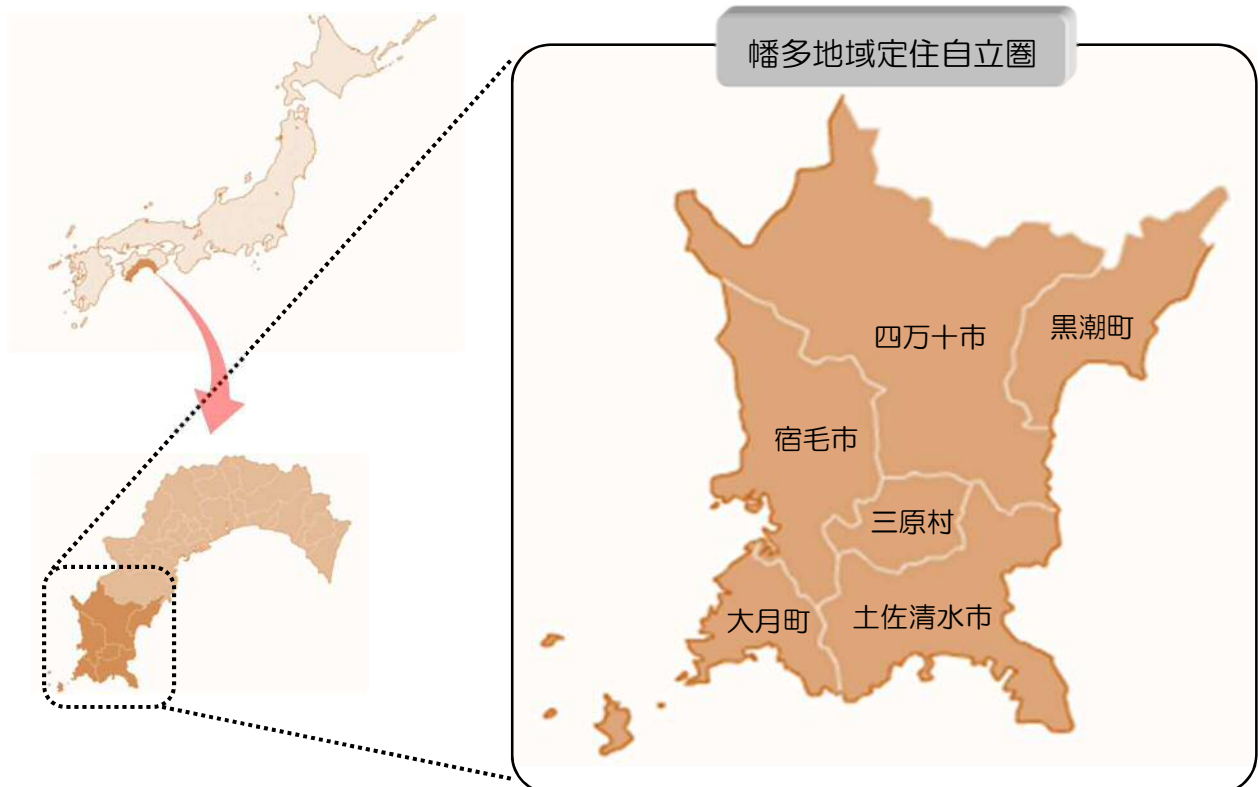 幡多地域定住自立圏
四万十市
黒潮町
宿毛市
三原村
大月町
土佐清水市